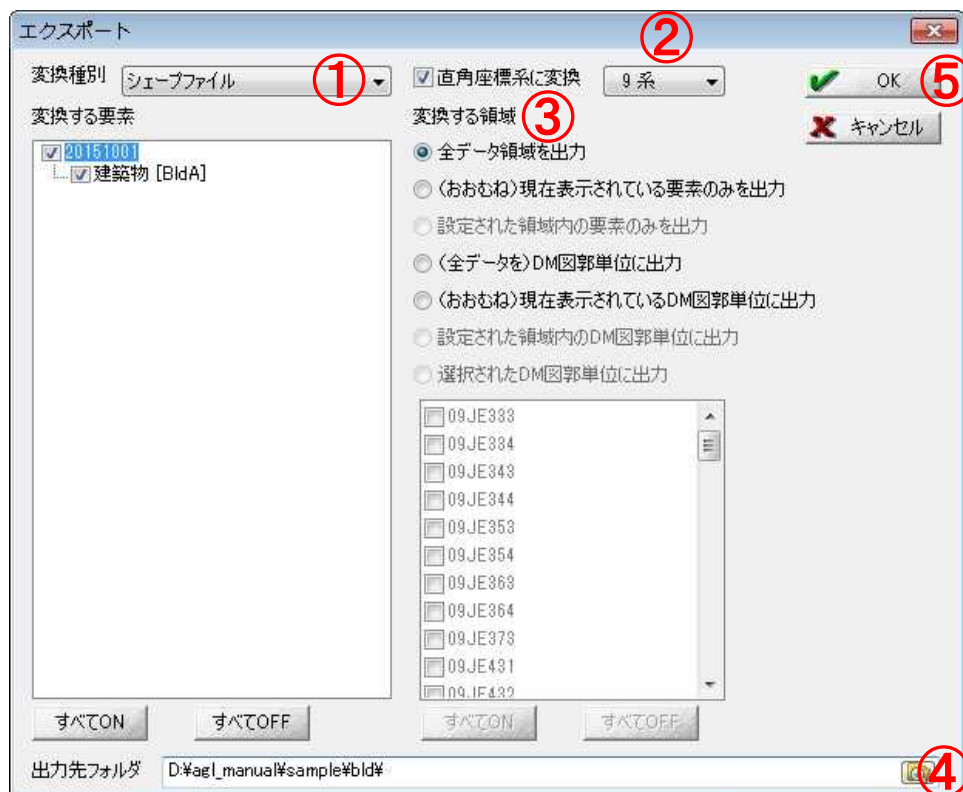 エクスポート
変換種別 シェープファイル ①
② 直角座標系に変換 9系
OK ⑤
キャンセル
変換する要素
20151001
建築物 [BldA]
変換する領域 ③
全データ領域を出力
(おおむね)現在表示されている要素のみを出力
設定された領域内の要素のみを出力
(全データを)DM図郭単位に出力
(おおむね)現在表示されているDM図郭単位に出力
設定された領域内のDM図郭単位に出力
選択されたDM図郭単位に出力
09JE333
09JE334
09JE343
09JE344
09JE353
09JE354
09JE363
09JE364
09JE373
09JE431
09JE432
すべてON すべてOFF
すべてON すべてOFF
出力先フォルダ D:¥agl_manual¥sample¥bld¥ ④